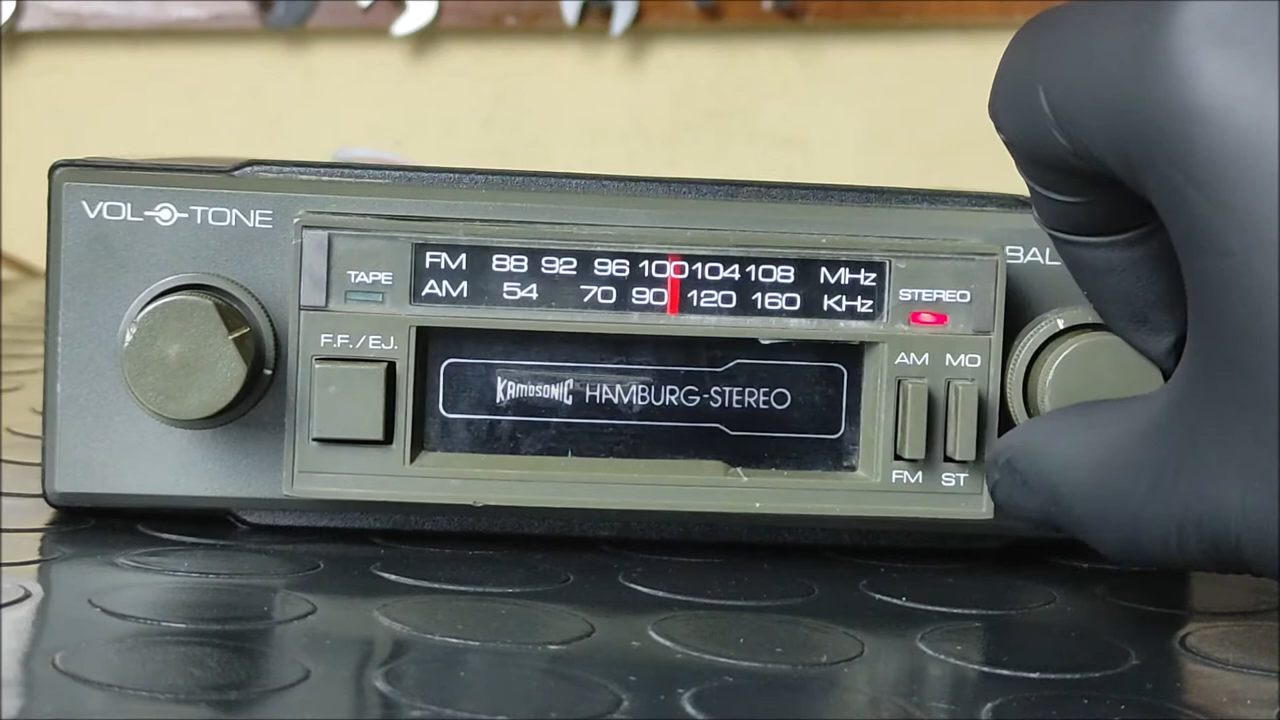 VOL TONE
BAL
TAPE
FM 88 92 96 100 104 108 MHz
AM 54 70 90 120 160 KHz
STEREO
F.F./EJ.
AM MO
KAMOSONIC HAMBURG-STEREO
FM ST